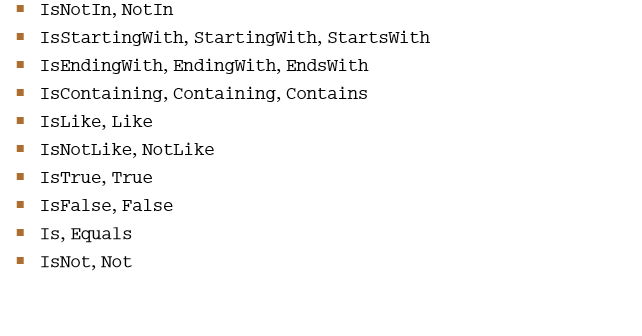 IsNotIn, NotIn
IsStartingWith, StartingWith, StartsWith
IsEndingWith, EndingWith, EndsWith
IsContaining, Containing, Contains
IsLike, Like
IsNotLike, NotLike
IsTrue, True
IsFalse, False
Is, Equals
IsNot, Not